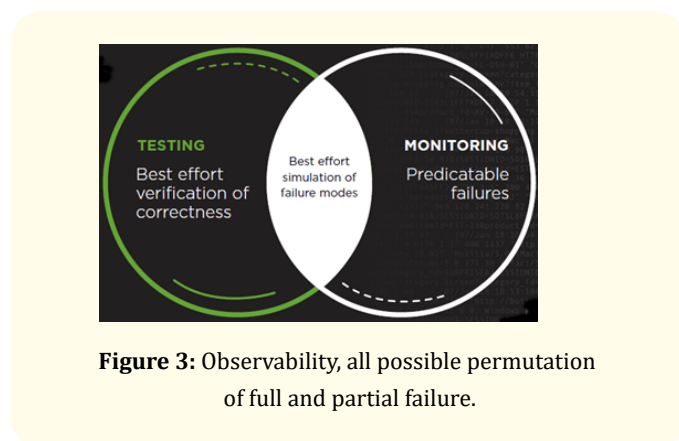 TESTING
Best effort
verification of
correctness
Best effort
simulation of
failure modes
MONITORING
Predicatable
failures
Figure 3: Observability, all possible permutation
of full and partial failure.